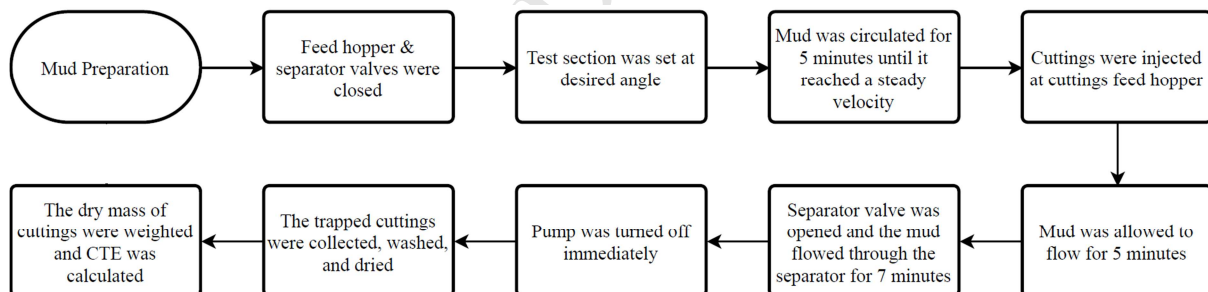 Mud Preparation
Feed hopper &
separator valves were
closed
Test section was set at
desired angle
Mud was circulated for
5 minutes until it
reached a steady
velocity
Cuttings were injected
at cuttings feed hopper
Mud was allowed to
flow for 5 minutes
Separator valve was
opened and the mud
flowed through the
separator for 7 minutes
Pump was turned off
immediately
The trapped cuttings
were collected, washed,
and dried
The dry mass of
cuttings were weighted
and CTE was
calculated